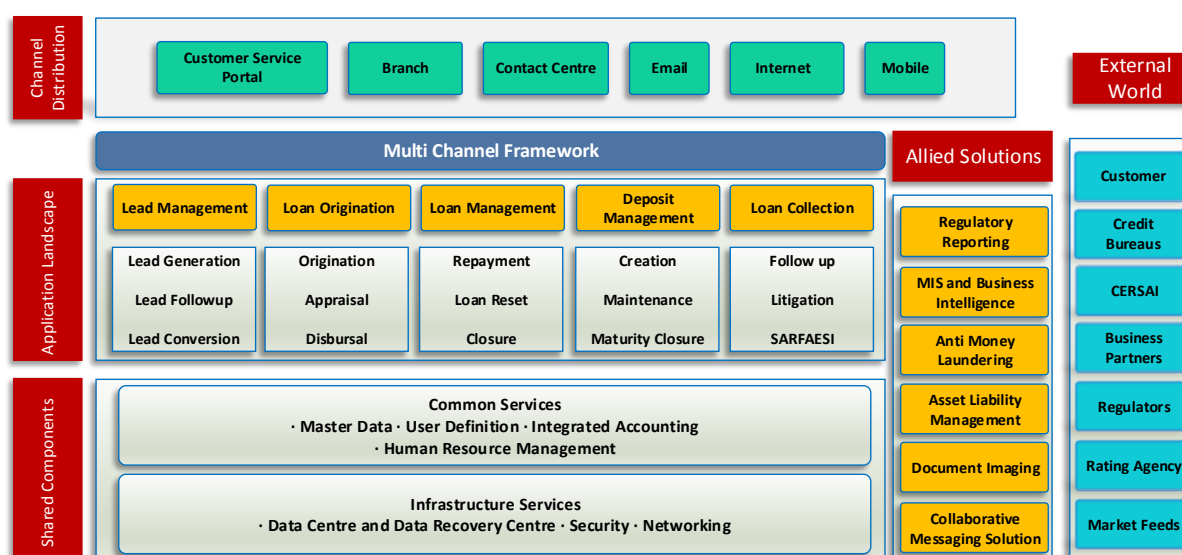 Channel
Distribution
Customer Service
Portal
Branch
Contact Centre
Email
Internet
Mobile
External
World
Multi Channel Framework
Allied Solutions
Application Landscape
Lead Management
Loan Origination
Loan Management
Deposit
Management
Loan Collection
Lead Generation
Lead Followup
Lead Conversion
Origination
Appraisal
Disbursal
Repayment
Loan Reset
Closure
Creation
Maintenance
Maturity Closure
Follow up
Litigation
SARFAESI
Shared Components
Common Services
· Master Data · User Definition · Integrated Accounting
· Human Resource Management
Infrastructure Services
· Data Centre and Data Recovery Centre · Security · Networking
Regulatory
Reporting
MIS and Business
Intelligence
Anti Money
Laundering
Asset Liability
Management
Document Imaging
Collaborative
Messaging Solution
Customer
Credit
Bureaus
CERSAI
Business
Partners
Regulators
Rating Agency
Market Feeds